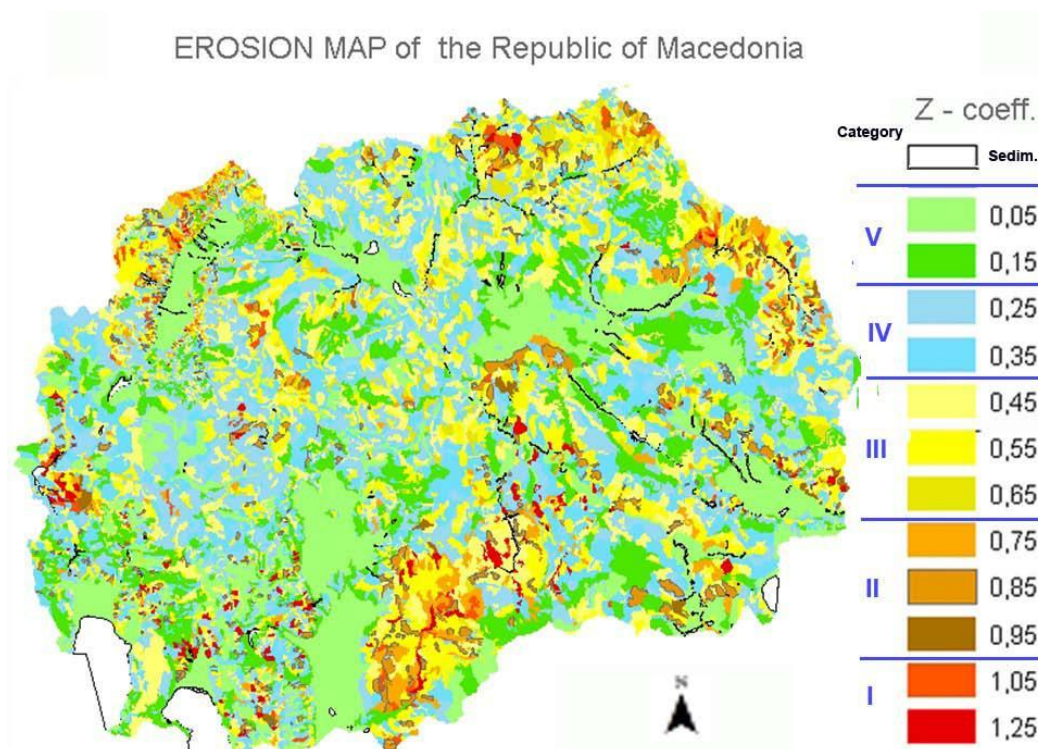 EROSION MAP of the Republic of Macedonia
Z - coeff.
Category
Sedim.
V
0,05
0,15
IV
0,25
0,35
III
0,45
0,55
0,65
II
0,75
0,85
0,95
I
1,05
1,25
N